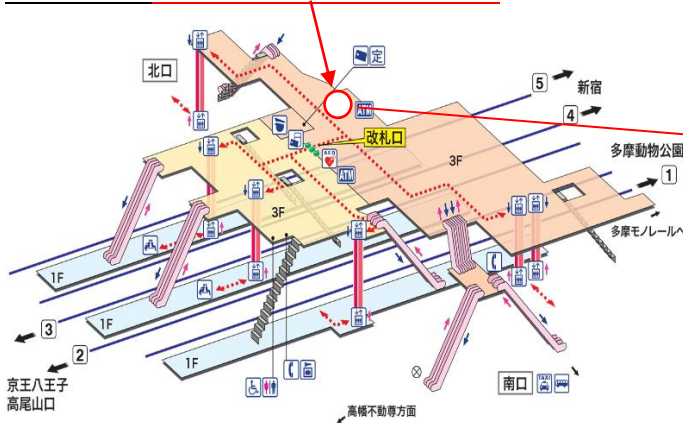 北口
定
5
新宿
4
ATM
改札口
多摩動物公園
AED
1
3F
ATM
3F
多摩モノレールへ
1F
1F
3
2
1F
京王八王子
高尾山口
南口
TAXI
高幡不動尊方面